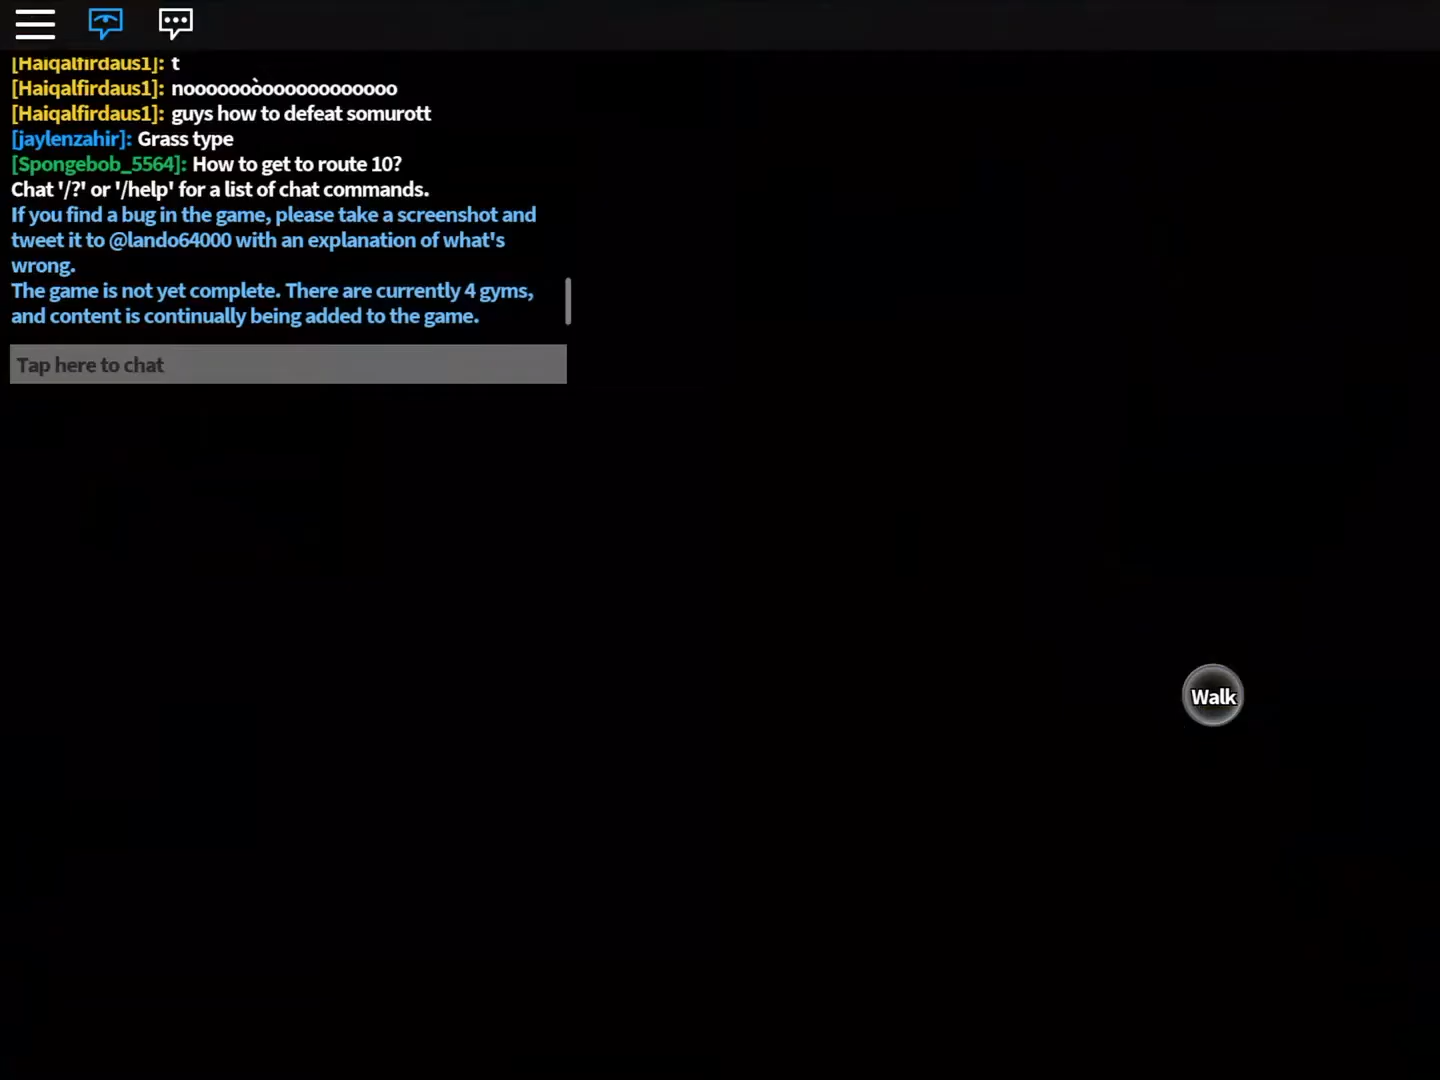 [Haiqalfirdaus1]: t
[Haiqalfirdaus1]: noooooòooooooooooooo
[Haiqalfirdaus1]: guys how to defeat somurott
[jaylenzahir]: Grass type
[Spongebob_5564]: How to get to route 10?
Chat '/?' or '/help' for a list of chat commands.
If you find a bug in the game, please take a screenshot and
tweet it to @lando64000 with an explanation of what's
wrong.
The game is not yet complete. There are currently 4 gyms,
and content is continually being added to the game.
Tap here to chat
Walk